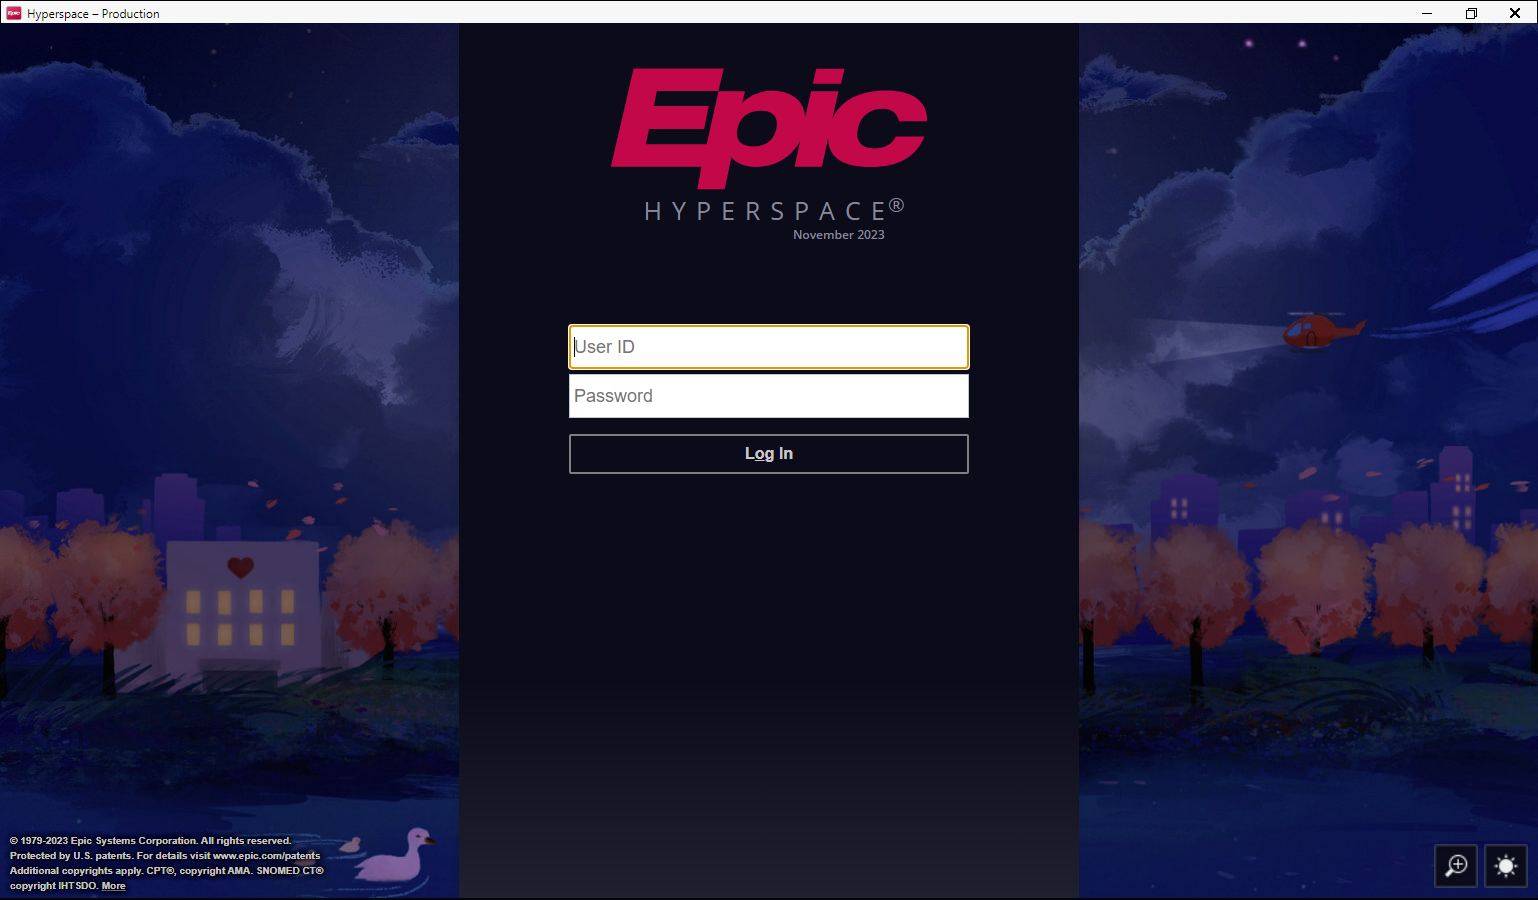 Epic Hyperspace – Production
Epic
HYPERSPACE®
November 2023
User ID
Password
Log In
© 1979-2023 Epic Systems Corporation. All rights reserved.
Protected by U.S. patents. For details visit www.epic.com/patents
Additional copyrights apply. CPT®, copyright AMA. SNOMED CT®
copyright IHTSDO. More